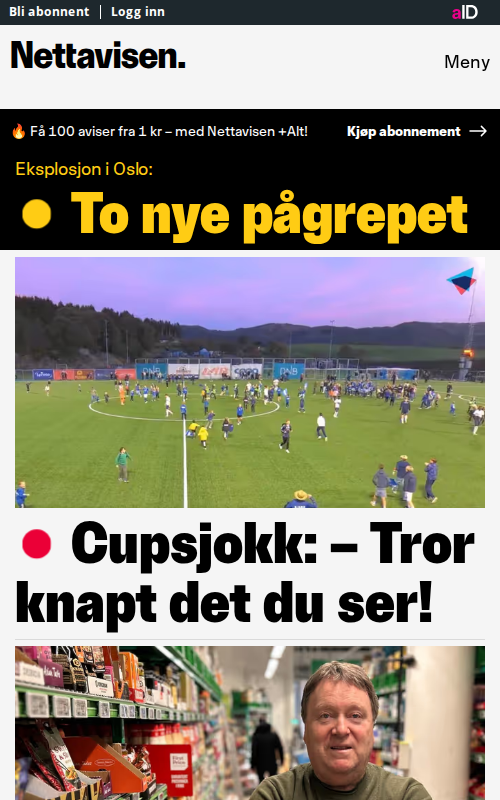 Bli abonnent
Logg inn
aID
Nettavisen.
Meny
🔥 Få 100 aviser fra 1 kr – med Nettavisen +Alt!
Kjøp abonnement →
Eksplosjon i Oslo:
To nye pågrepet
Cupsjokk: – Tror
knapt det du ser!